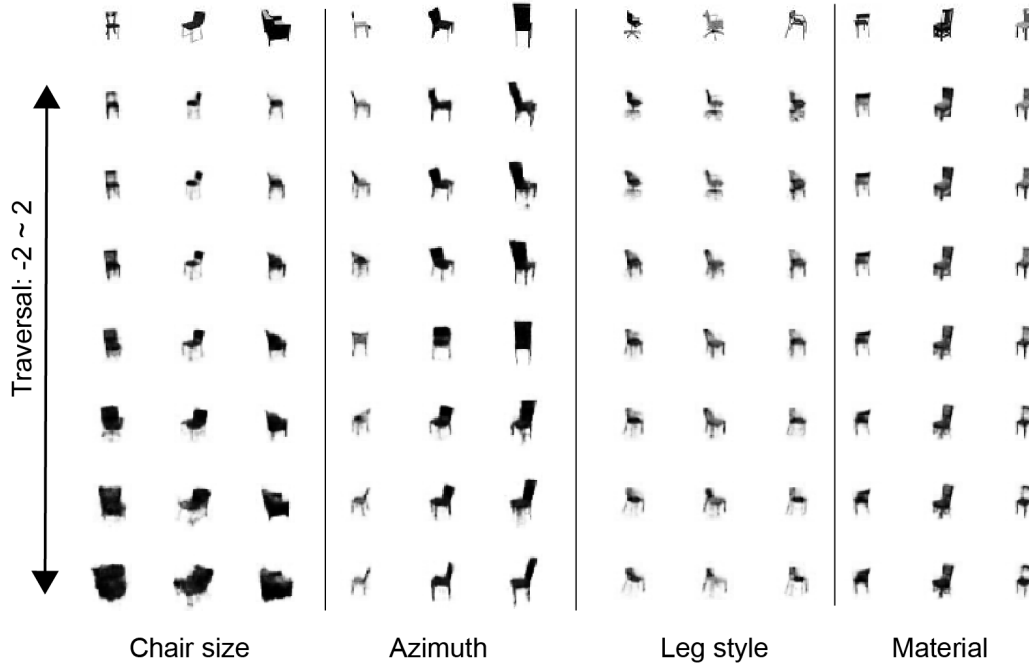 Traversal: -2 ~ 2
Chair size
Azimuth
Leg style
Material